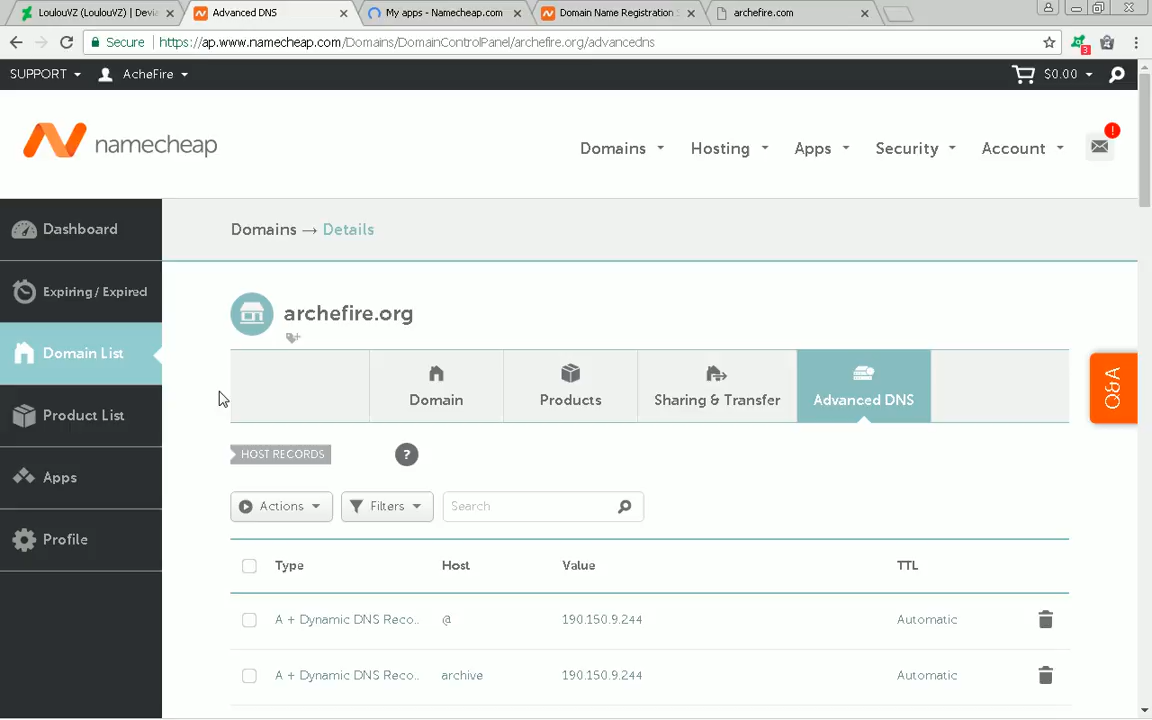 LoulouVZ (LoulouVZ) | Devia
Advanced DNS
My apps - Namecheap.com
Domain Name Registration S
archefire.com
Secure
https://ap.www.namecheap.com/Domains/DomainControlPanel/archefire.org/advancedns
3
SUPPORT
AcheFire
$0.00
namecheap
Domains
Hosting
Apps
Security
Account
!
Dashboard
Expiring / Expired
Domain List
Product List
Apps
Profile
Domains → Details
archefire.org
Domain
Products
Sharing & Transfer
Advanced DNS
Q&A
HOST RECORDS
?
Actions
Filters
Search
Type Host Value TTL
A + Dynamic DNS Reco.. @ 190.150.9.244 Automatic
A + Dynamic DNS Reco.. archive 190.150.9.244 Automatic